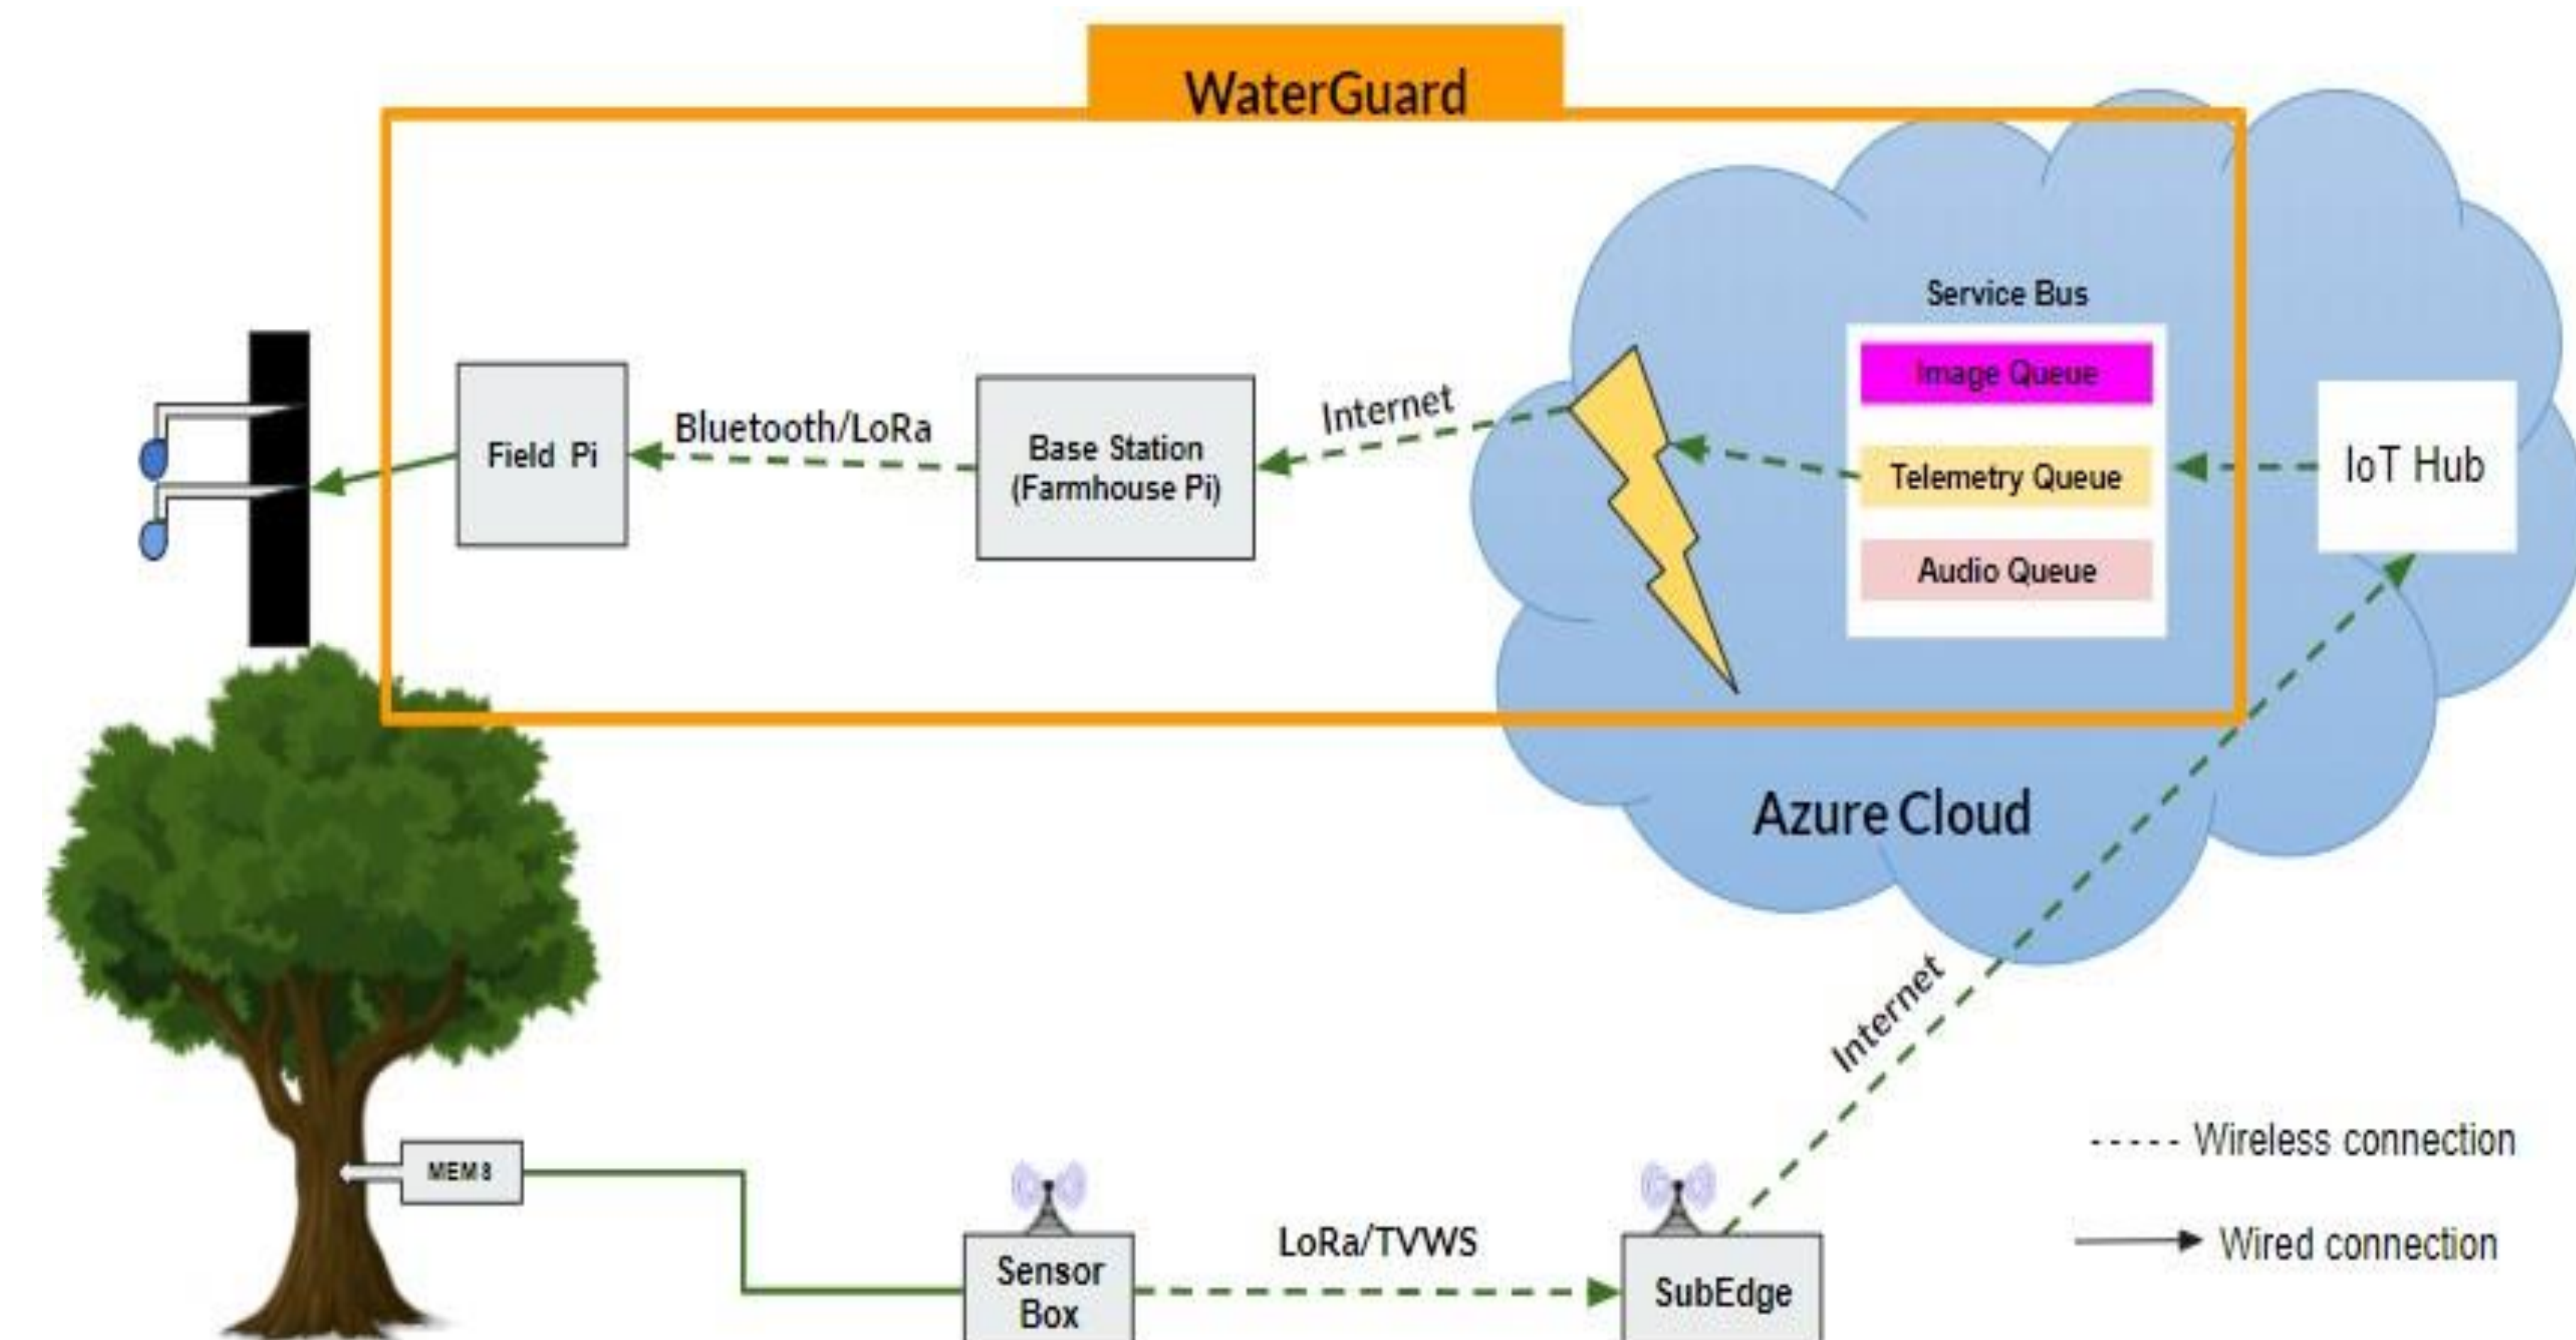 WaterGuard
Service Bus
Image Queue
Telemetry Queue
Audio Queue
IoT Hub
Internet
Bluetooth/LoRa
Field Pi
Base Station
(Farmhouse Pi)
Azure Cloud
Internet
MEM8
LoRa/TVWS
Sensor
Box
SubEdge
Wireless connection
Wired connection